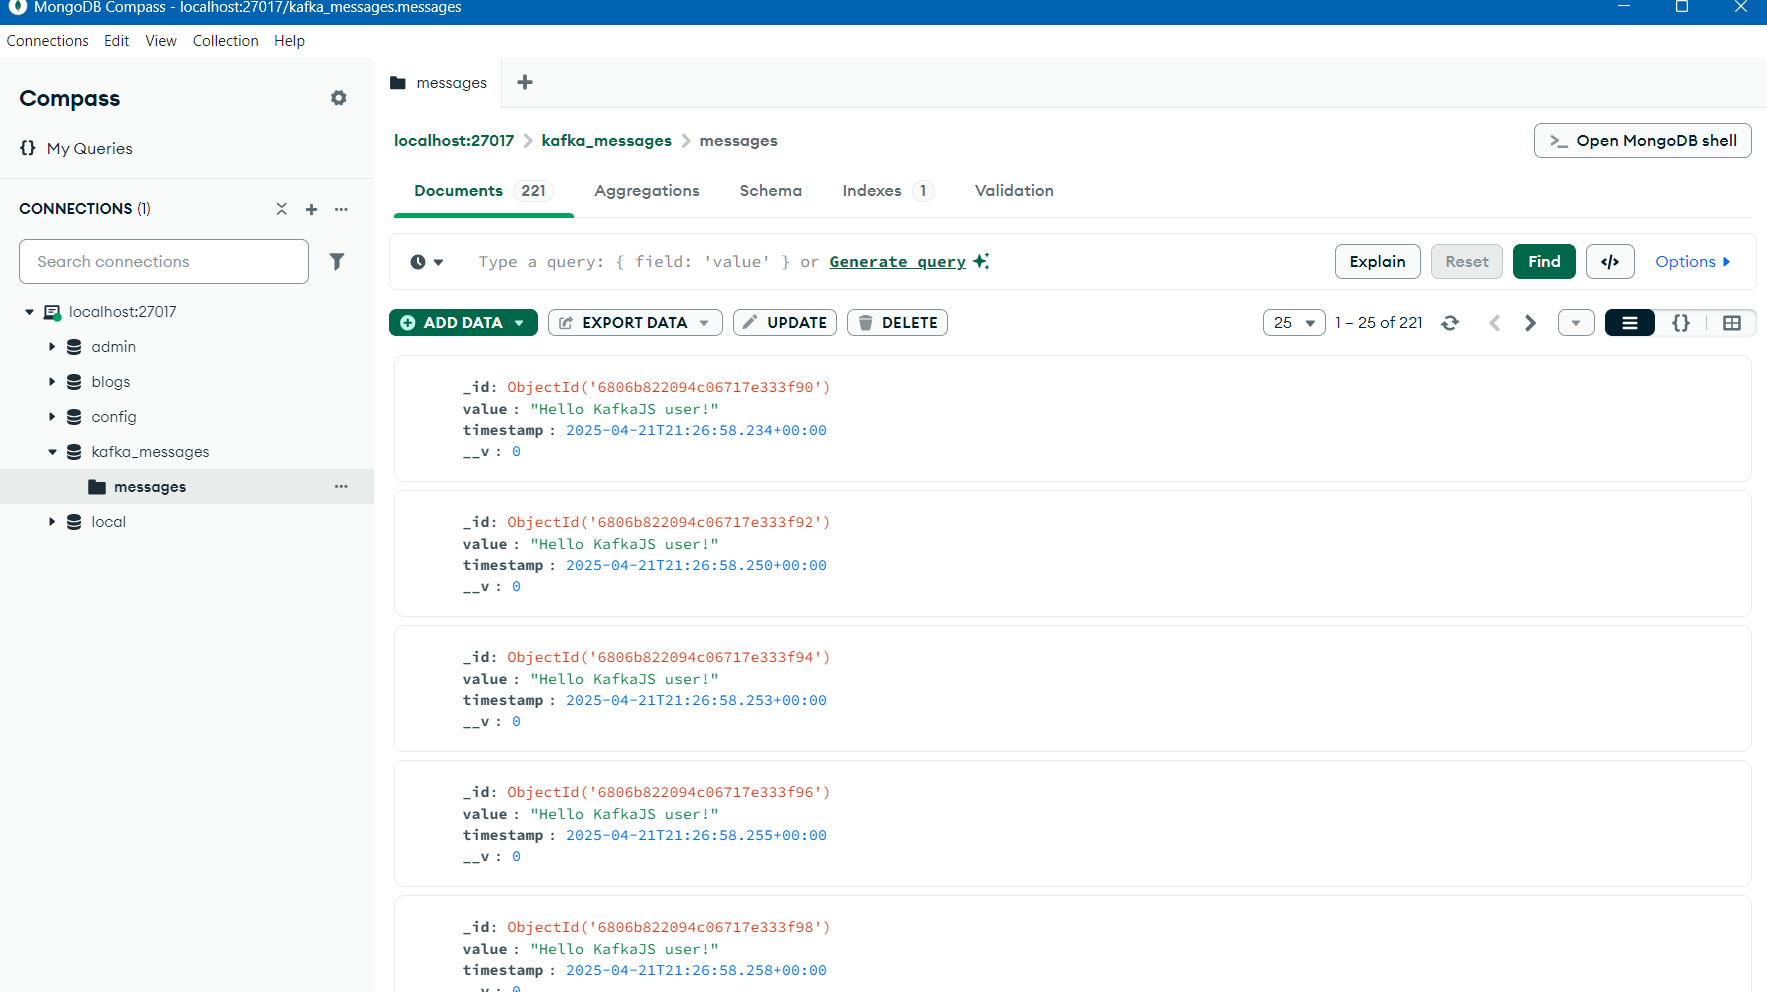 MongoDB Compass - localhost:27017/kafka_messages.messages
Connections Edit View Collection Help
Compass
{} My Queries
CONNECTIONS (1)
Search connections
localhost:27017
admin
blogs
config
kafka_messages
messages
local
messages
localhost:27017 > kafka_messages > messages
>_ Open MongoDB shell
Documents 221 Aggregations Schema Indexes 1 Validation
Type a query: { field: 'value' } or Generate query
Explain Reset Find </> Options
ADD DATA EXPORT DATA UPDATE DELETE
25 1 – 25 of 221 {}
_id: ObjectId('6806b822094c06717e333f90')
value : "Hello KafkaJS user!"
timestamp : 2025-04-21T21:26:58.234+00:00
__v : 0
_id: ObjectId('6806b822094c06717e333f92')
value : "Hello KafkaJS user!"
timestamp : 2025-04-21T21:26:58.250+00:00
__v : 0
_id: ObjectId('6806b822094c06717e333f94')
value : "Hello KafkaJS user!"
timestamp : 2025-04-21T21:26:58.253+00:00
__v : 0
_id: ObjectId('6806b822094c06717e333f96')
value : "Hello KafkaJS user!"
timestamp : 2025-04-21T21:26:58.255+00:00
__v : 0
_id: ObjectId('6806b822094c06717e333f98')
value : "Hello KafkaJS user!"
timestamp : 2025-04-21T21:26:58.258+00:00
__v : 0